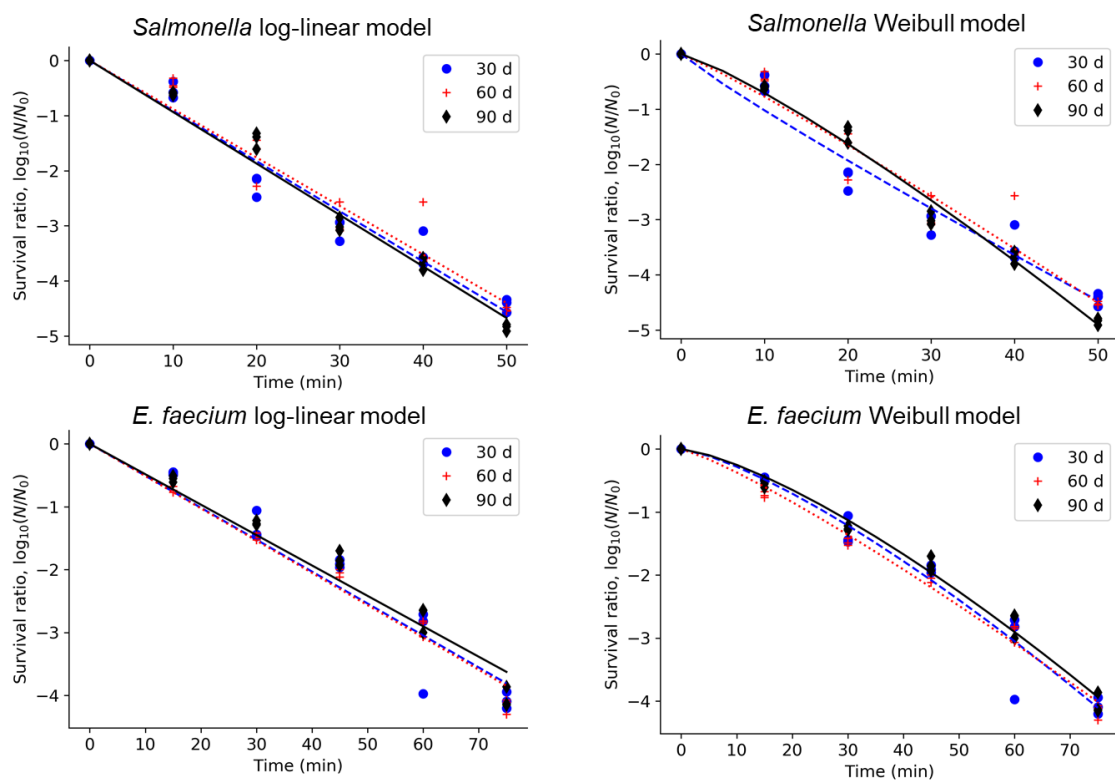 Salmonella log-linear model
Survival ratio, log10(N/N0)
0
−1
−2
−3
−4
−5
30 d
60 d
90 d
0 10 20 30 40 50
Time (min)
Salmonella Weibull model
Survival ratio, log10(N/N0)
0
−1
−2
−3
−4
−5
30 d
60 d
90 d
0 10 20 30 40 50
Time (min)
E. faecium log-linear model
Survival ratio, log10(N/N0)
0
−1
−2
−3
−4
30 d
60 d
90 d
0 10 20 30 40 50 60 70
Time (min)
E. faecium Weibull model
Survival ratio, log10(N/N0)
0
−1
−2
−3
−4
30 d
60 d
90 d
0 10 20 30 40 50 60 70
Time (min)